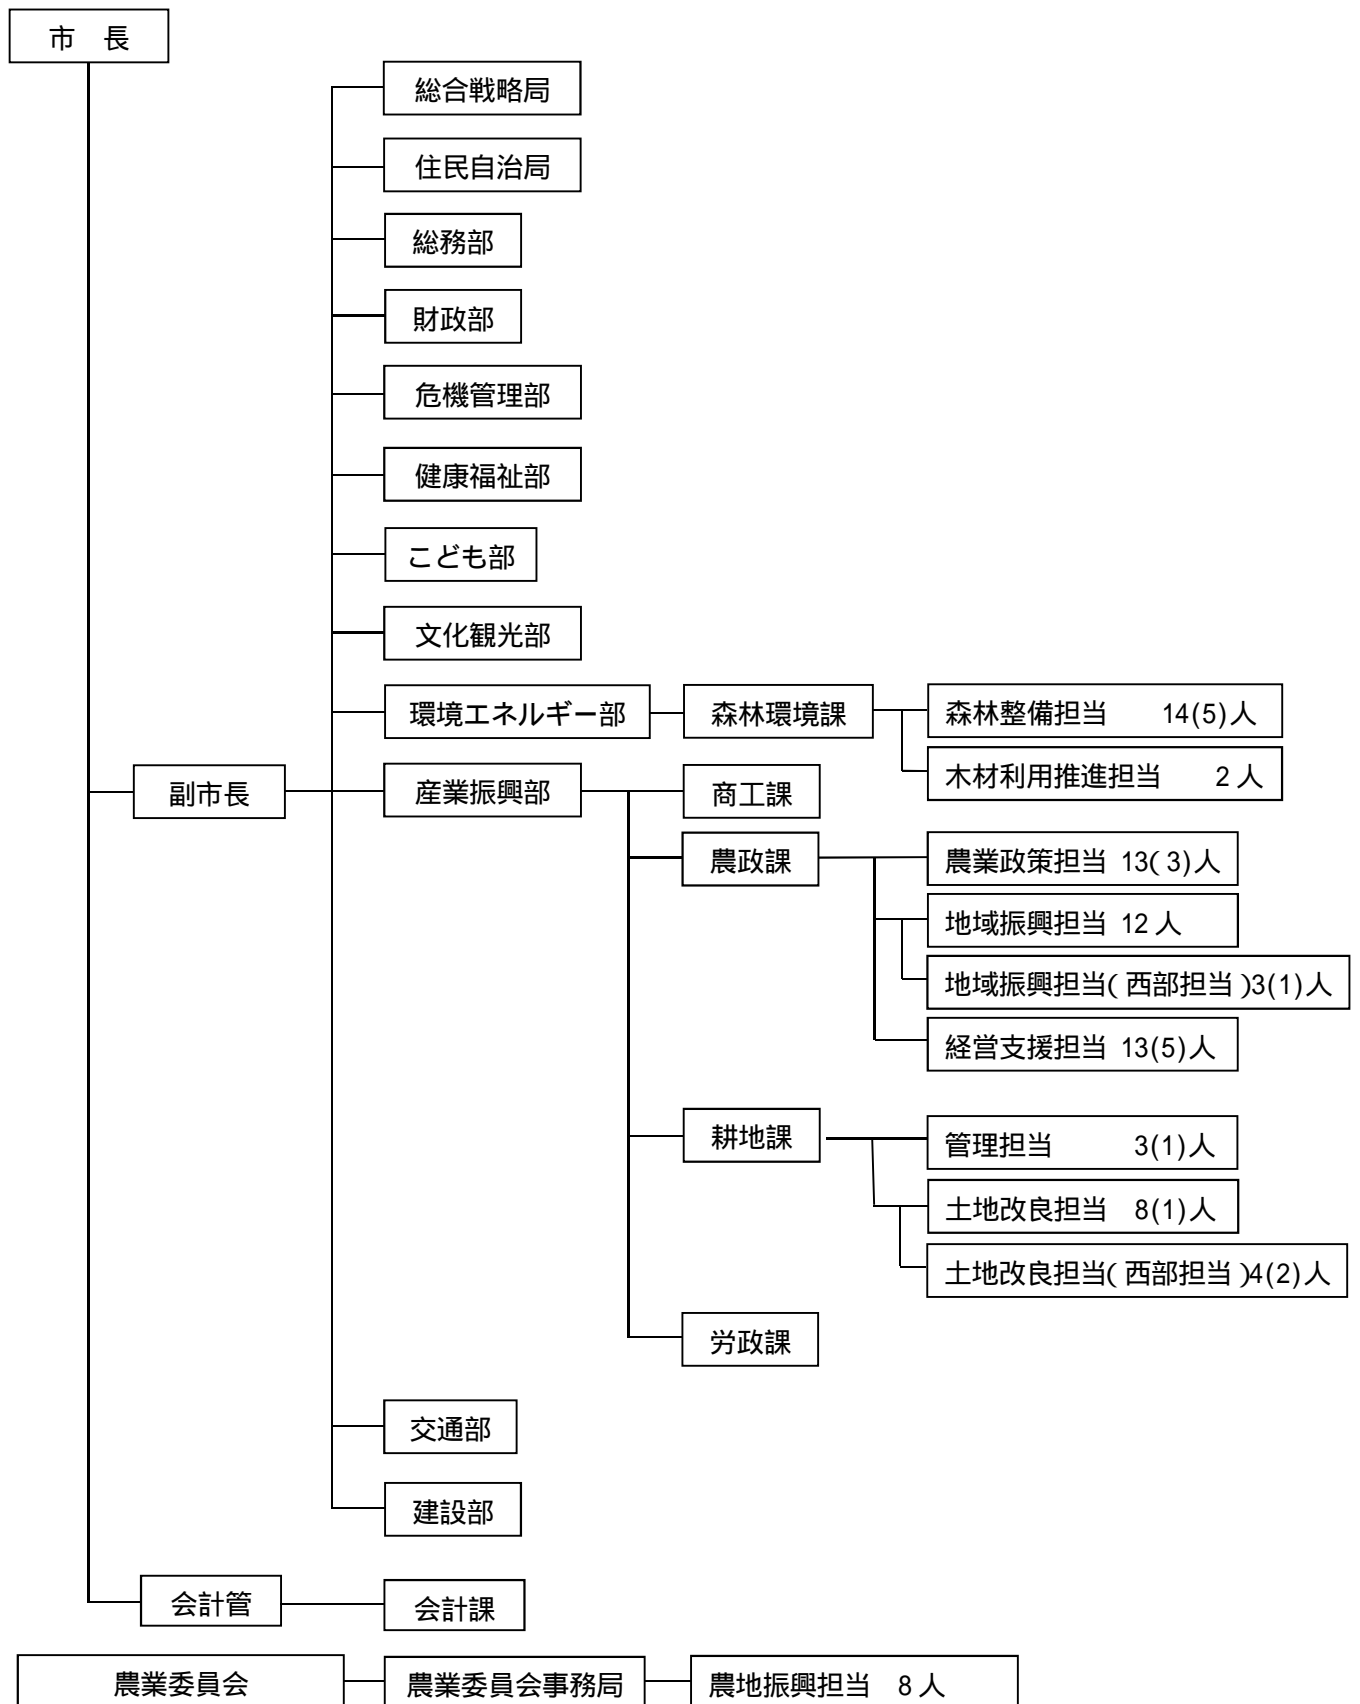 市　長
総合戦略局
住民自治局
総務部
財政部
危機管理部
健康福祉部
こども部
文化観光部
環境エネルギー部　森林環境課　森林整備担当　14(5)人
木材利用推進担当　2人
副市長　産業振興部　商工課
農政課　農業政策担当 13(3)人
地域振興担当 12人
地域振興担当(西部担当)3(1)人
経営支援担当 13(5)人
耕地課　管理担当　3(1)人
土地改良担当　8(1)人
土地改良担当(西部担当)4(2)人
労政課
交通部
建設部
会計管　会計課
農業委員会　農業委員会事務局　農地振興担当　8人